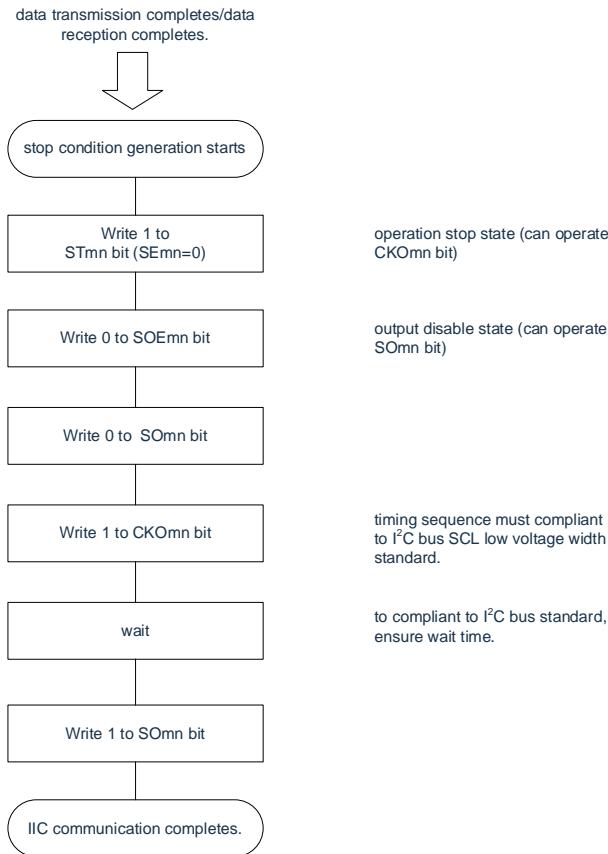 data transmission completes/data
reception completes.
stop condition generation starts
Write 1 to
STmn bit (SEmn=0)
operation stop state (can operate
CKOmn bit)
Write 0 to SOEmn bit
output disable state (can operate
SOmn bit)
Write 0 to SOmn bit
Write 1 to CKOmn bit
timing sequence must compliant
to I²C bus SCL low voltage width
standard.
wait
to compliant to I²C bus standard,
ensure wait time.
Write 1 to SOmn bit
IIC communication completes.